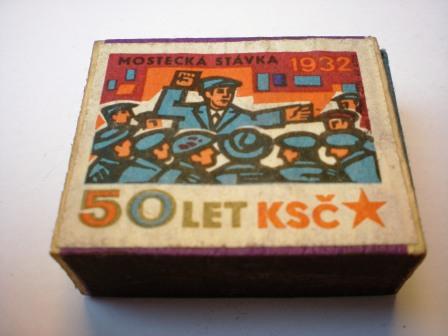 MOSTECKÁ STÁVKA 1932
50 LET KSČ